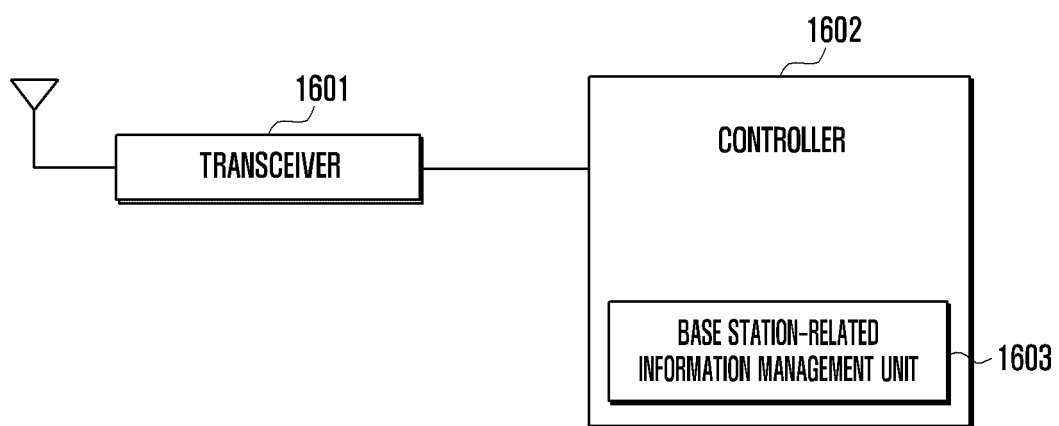 1602
1601
TRANSCEIVER
CONTROLLER
BASE STATION-RELATED
INFORMATION MANAGEMENT UNIT
1603